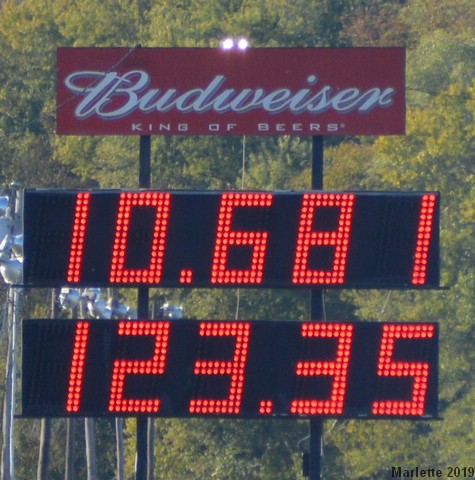 Budweiser
KING OF BEERS®
10.681
123.35
Marlette 2019